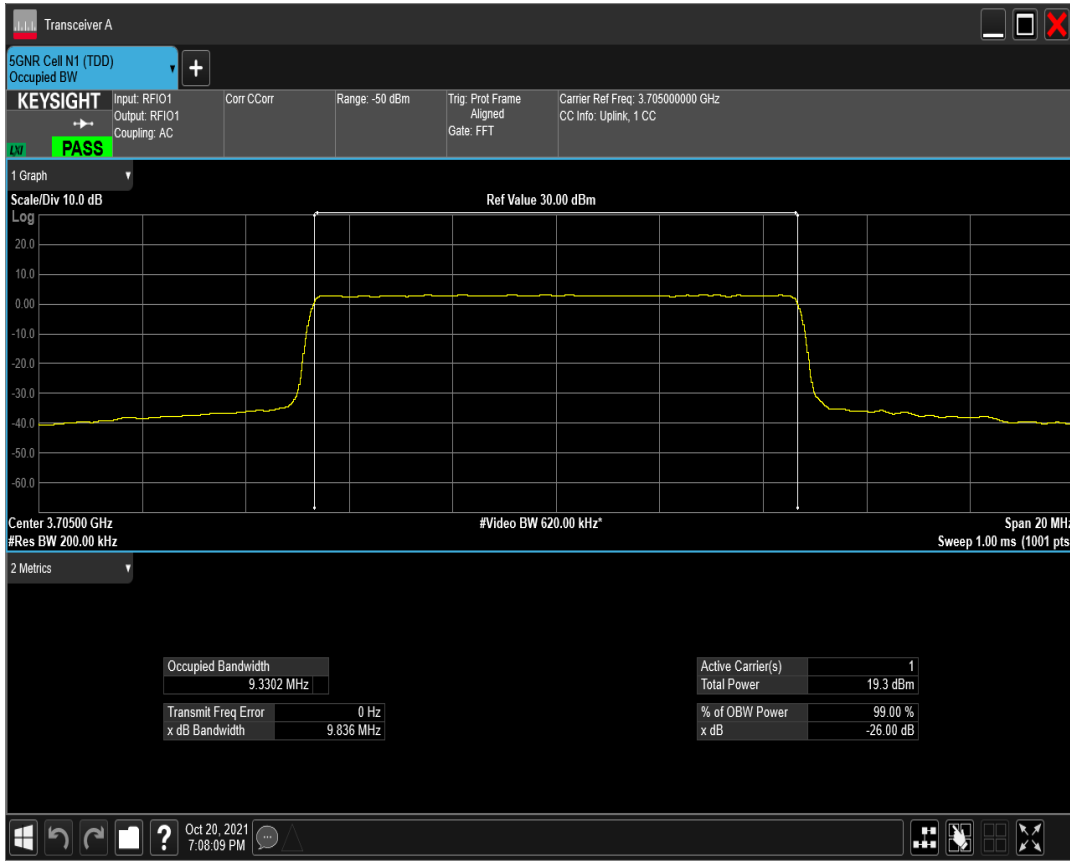 Transceiver A
5GNR Cell N1 (TDD)
Occupied BW
+
KEYSIGHT
LXI
PASS
Input: RFIO1
Output: RFIO1
Coupling: AC
Corr CCorr
Range: -50 dBm
Trig: Prot Frame
Aligned
Gate: FFT
Carrier Ref Freq: 3.705000000 GHz
CC Info: Uplink, 1 CC
1 Graph
Scale/Div 10.0 dB
Ref Value 30.00 dBm
Log
20.0
10.0
0.00
-10.0
-20.0
-30.0
-40.0
-50.0
-60.0
Center 3.70500 GHz
#Video BW 620.00 kHz*
Span 20 MHz
#Res BW 200.00 kHz
Sweep 1.00 ms (1001 pts
2 Metrics
Occupied Bandwidth
9.3302 MHz
Transmit Freq Error 0 Hz
x dB Bandwidth 9.836 MHz
Active Carrier(s) 1
Total Power 19.3 dBm
% of OBW Power 99.00 %
x dB -26.00 dB
?
Oct 20, 2021
7:08:09 PM